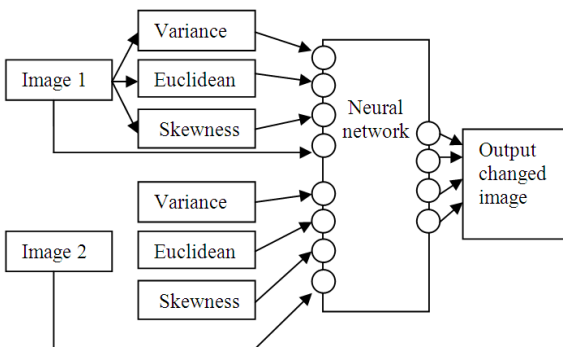 Variance
Image 1
Euclidean
Skewness
Neural
network
Output
changed
image
Variance
Image 2
Euclidean
Skewness